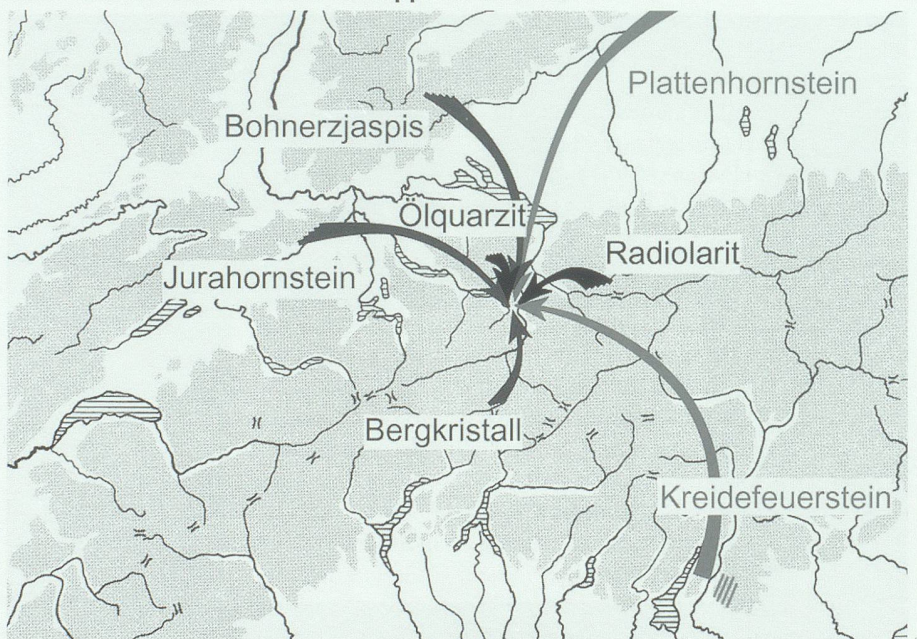 Plattenhornstein
Bohnerzjaspis
Ölquarzit
Radiolarit
Jurahornstein
Bergkristall
Kreidefeuerstein